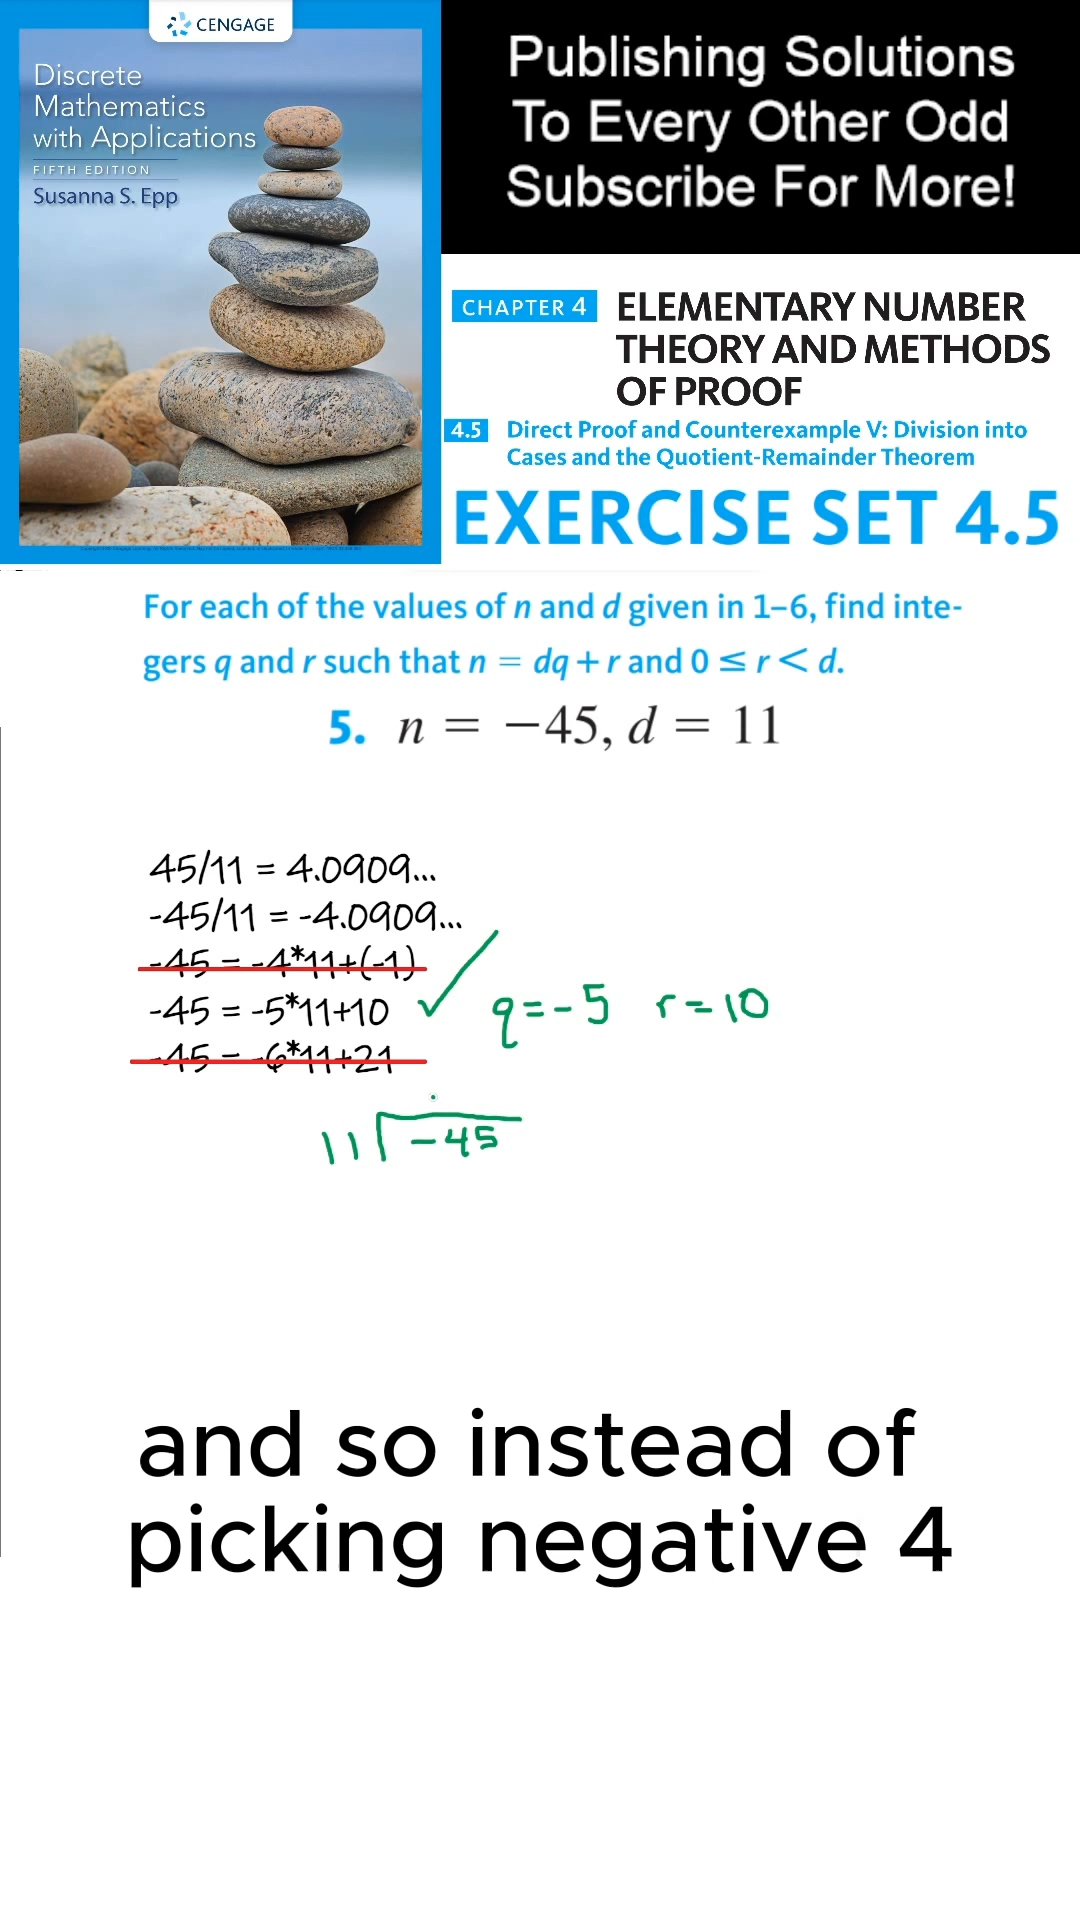 CENGAGE
Discrete
Mathematics
with Applications
FIFTH EDITION
Susanna S. Epp
Publishing Solutions
To Every Other Odd
Subscribe For More!
CHAPTER 4
ELEMENTARY NUMBER
THEORY AND METHODS
OF PROOF
4.5 Direct Proof and Counterexample V: Division into
Cases and the Quotient-Remainder Theorem
EXERCISE SET 4.5
For each of the values of n and d given in 1–6, find inte-
gers q and r such that n = dq + r and 0 ≤ r < d.
5. n = −45, d = 11
45/11 = 4.0909...
-45/11 = -4.0909...
-45 = -4*11+(-1)
-45 = -5*11+10 ✓ q=-5 r=10
-45 = -6*11+21
11 -45
and so instead of
picking negative 4